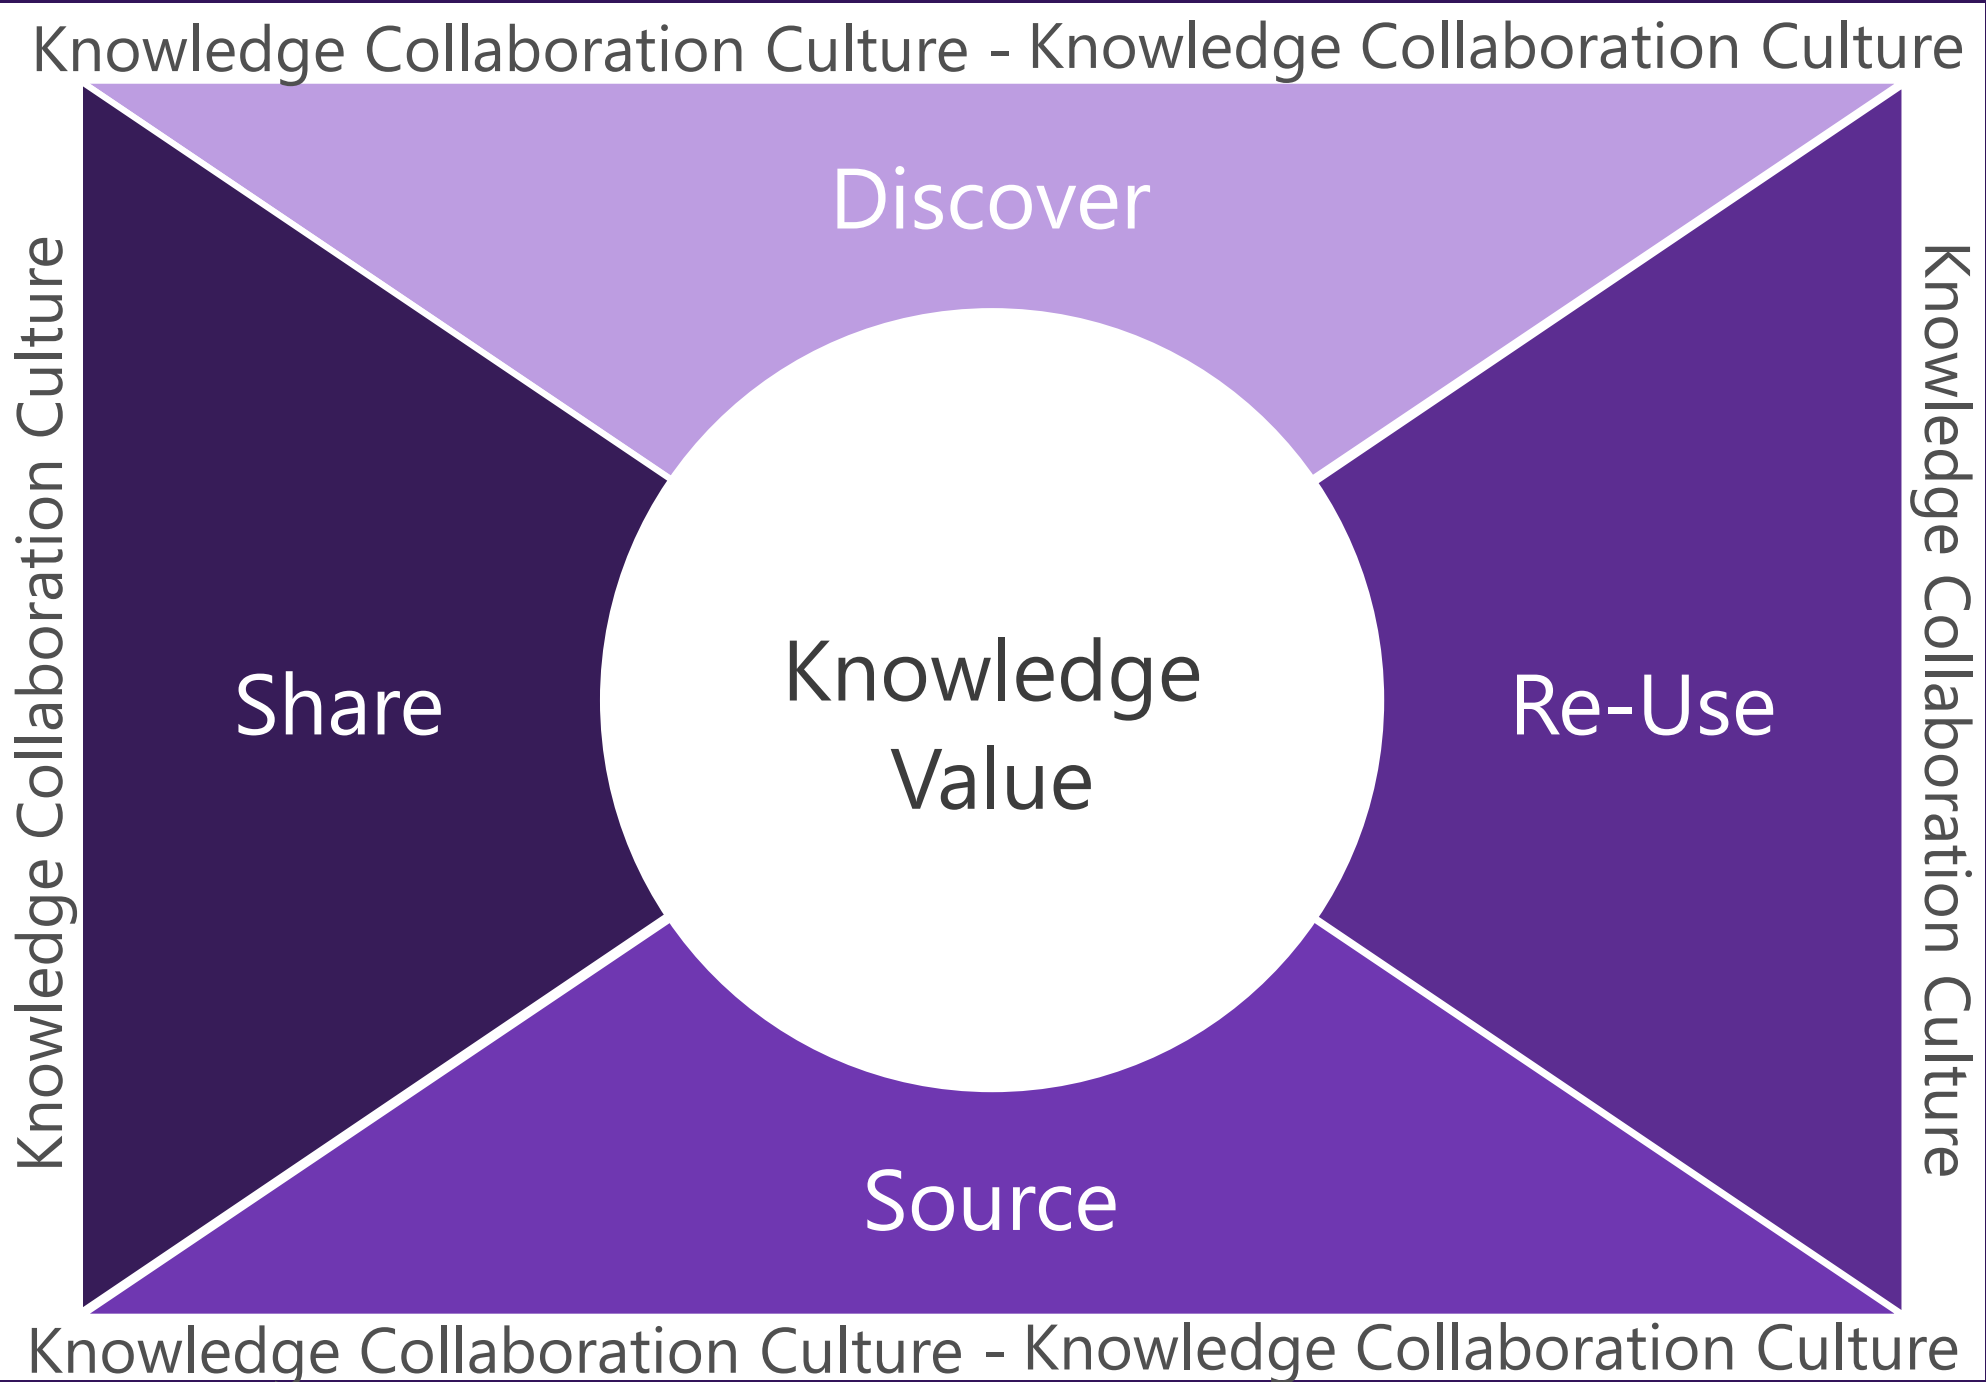 Knowledge Collaboration Culture - Knowledge Collaboration Culture
Discover
Knowledge Collaboration Culture
Share
Knowledge
Value
Re-Use
Knowledge Collaboration Culture
Source
Knowledge Collaboration Culture - Knowledge Collaboration Culture